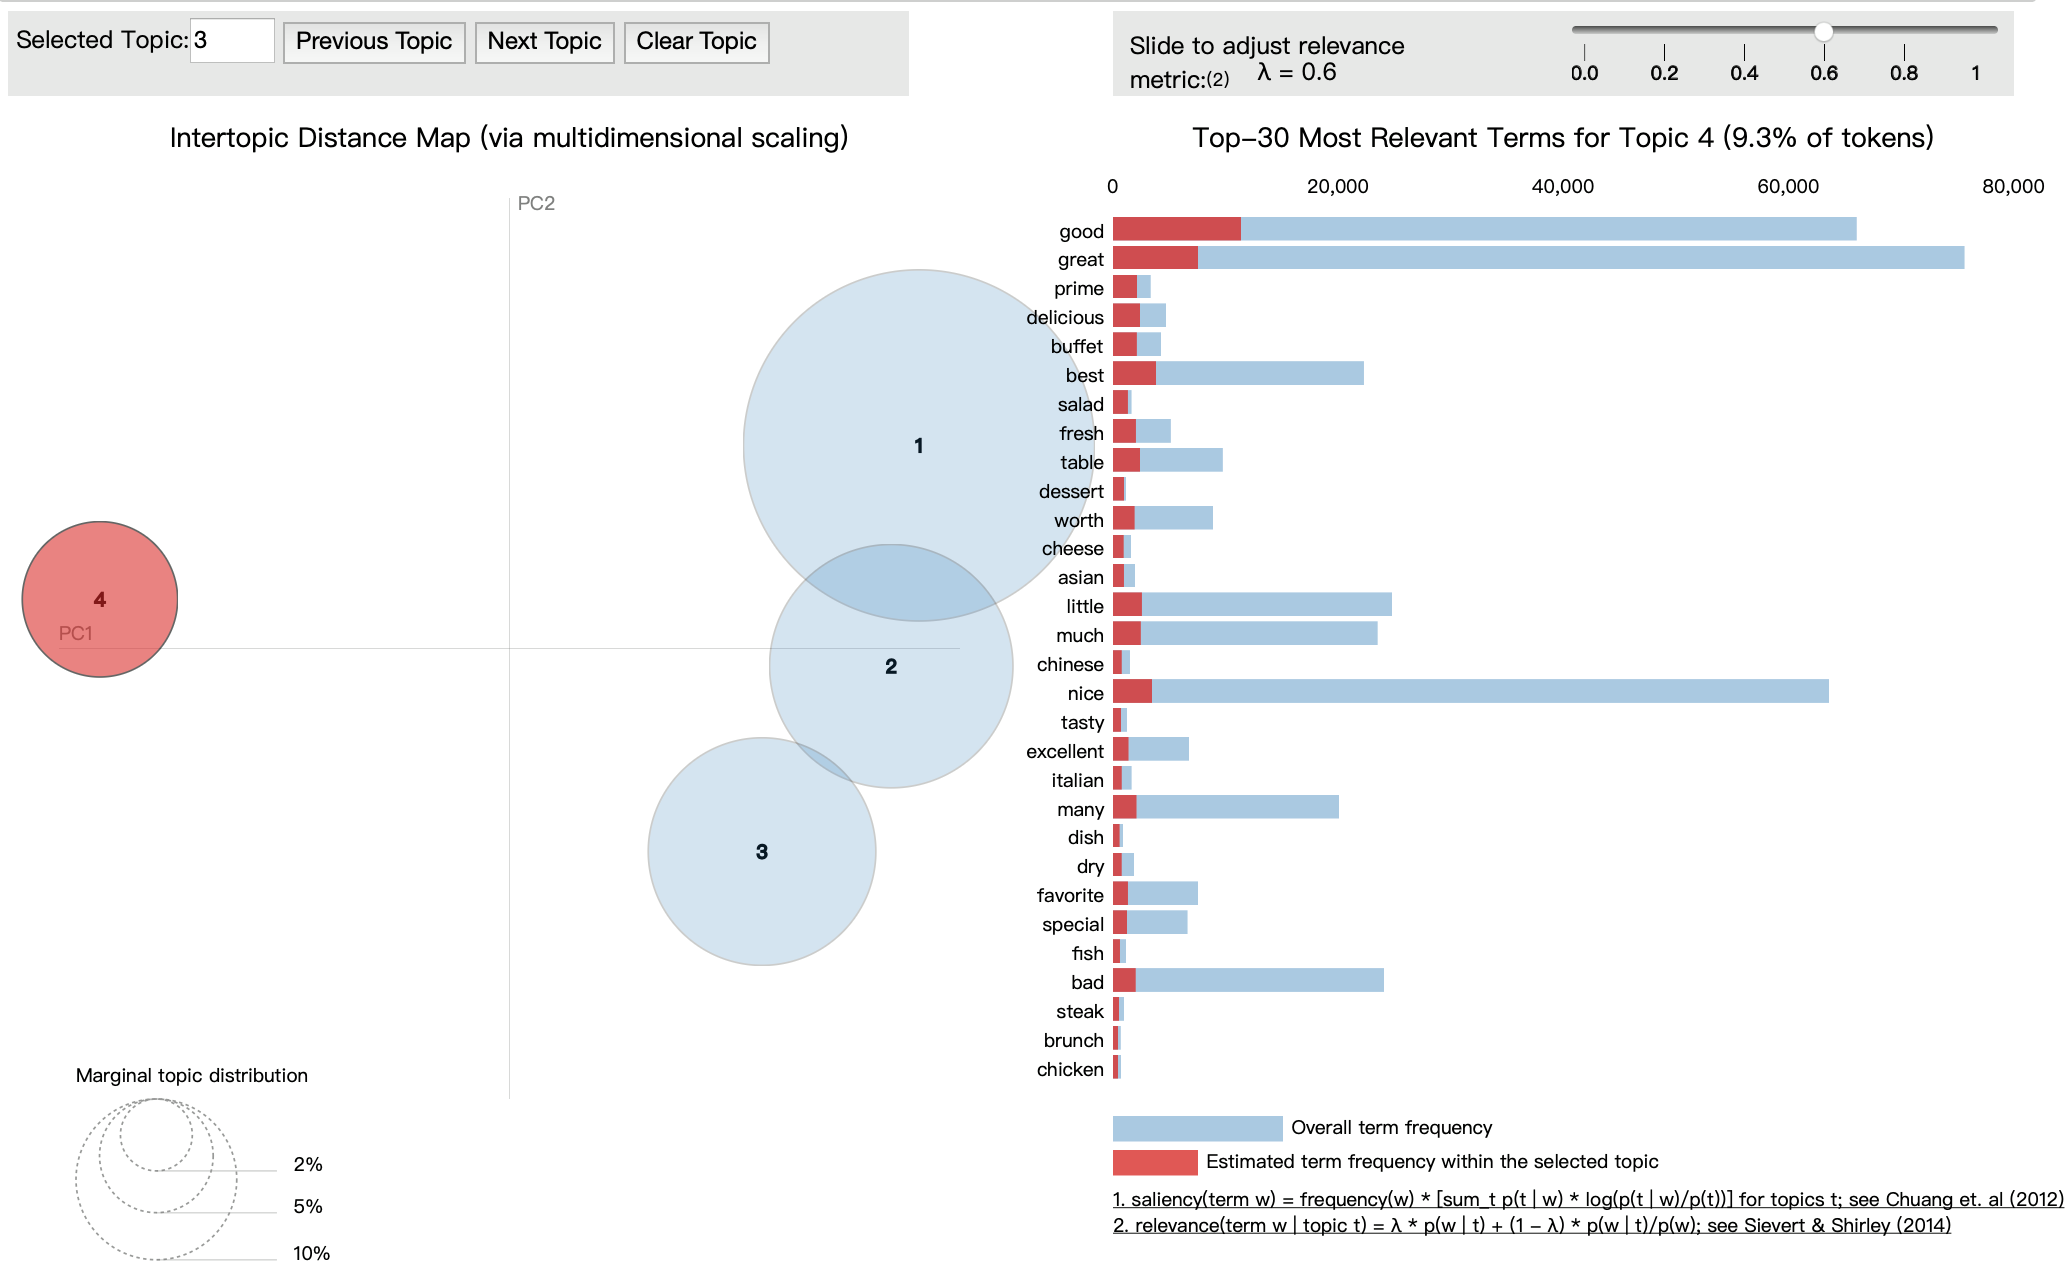 Selected Topic: 3 Previous Topic Next Topic Clear Topic
Slide to adjust relevance
metric:(2) λ = 0.6
0.0 0.2 0.4 0.6 0.8 1
Intertopic Distance Map (via multidimensional scaling)
PC2
1
4
PC1
2
3
Marginal topic distribution
2%
5%
10%
Top-30 Most Relevant Terms for Topic 4 (9.3% of tokens)
0 20,000 40,000 60,000 80,000
good
great
prime
delicious
buffet
best
salad
fresh
table
dessert
worth
cheese
asian
little
much
chinese
nice
tasty
excellent
italian
many
dish
dry
favorite
special
fish
bad
steak
brunch
chicken
Overall term frequency
Estimated term frequency within the selected topic
1. saliency(term w) = frequency(w) * [sum_t p(t | w) * log(p(t | w)/p(t))] for topics t; see Chuang et. al (2012)
2. relevance(term w | topic t) = λ * p(w | t) + (1 - λ) * p(w | t)/p(w); see Sievert & Shirley (2014)